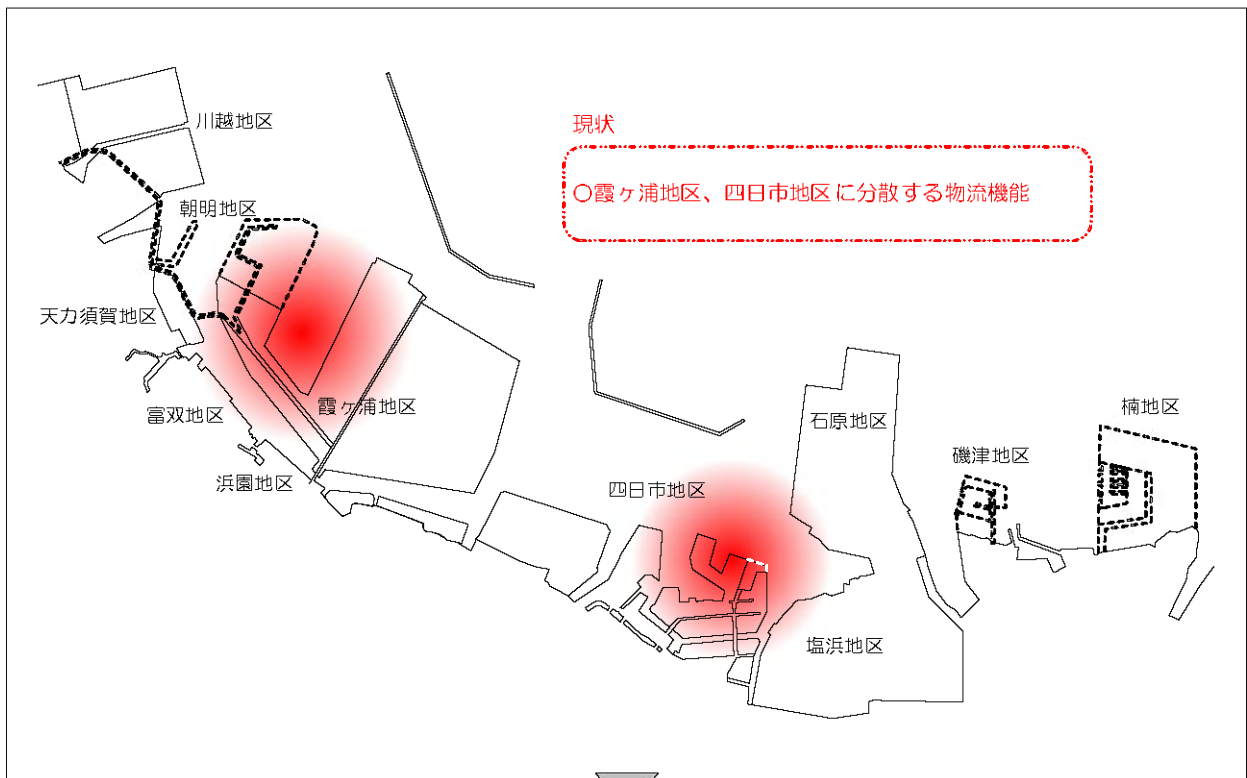 川越地区
現状
○霞ヶ浦地区、四日市地区に分散する物流機能
朝明地区
天力須賀地区
富双地区
霞ヶ浦地区
浜園地区
四日市地区
石原地区
磯津地区
楠地区
塩浜地区